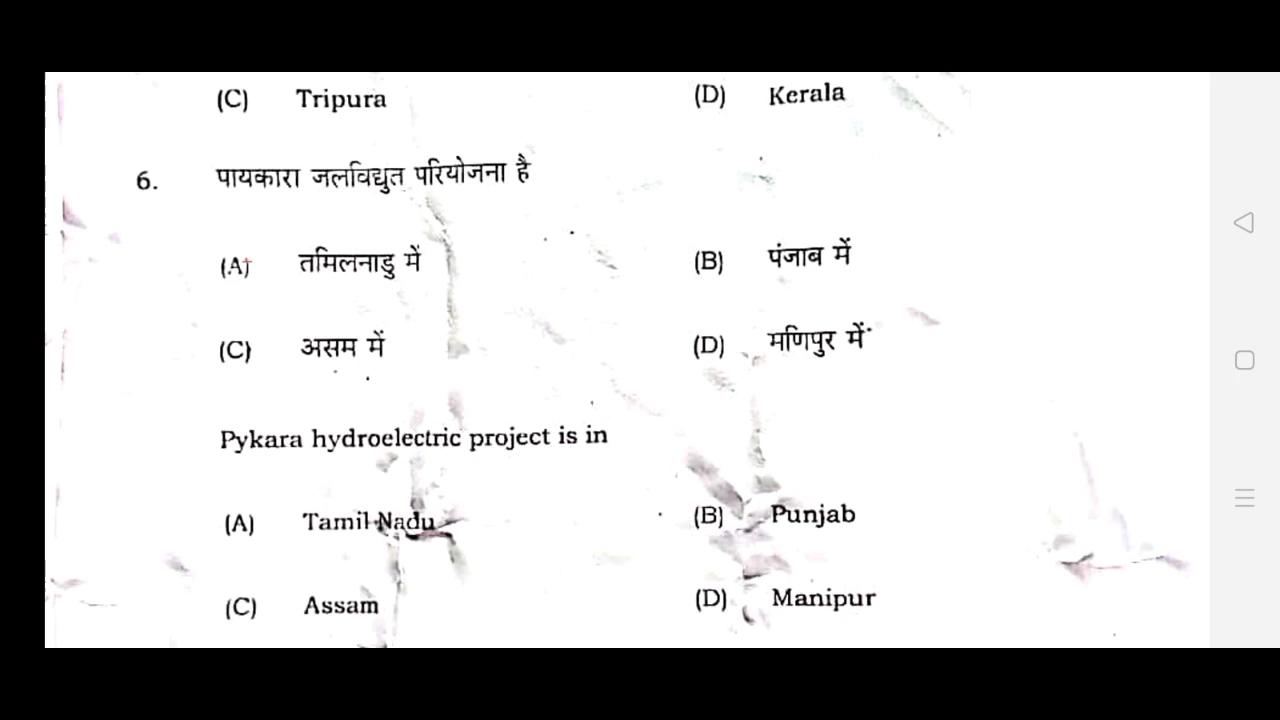 (C) Tripura (D) Kerala
6. पायकारा जलविद्युत परियोजना है
(A) तमिलनाडु में (B) पंजाब में
(C) असम में (D) मणिपुर में
Pykara hydroelectric project is in
(A) Tamil Nadu (B) Punjab
(C) Assam (D) Manipur